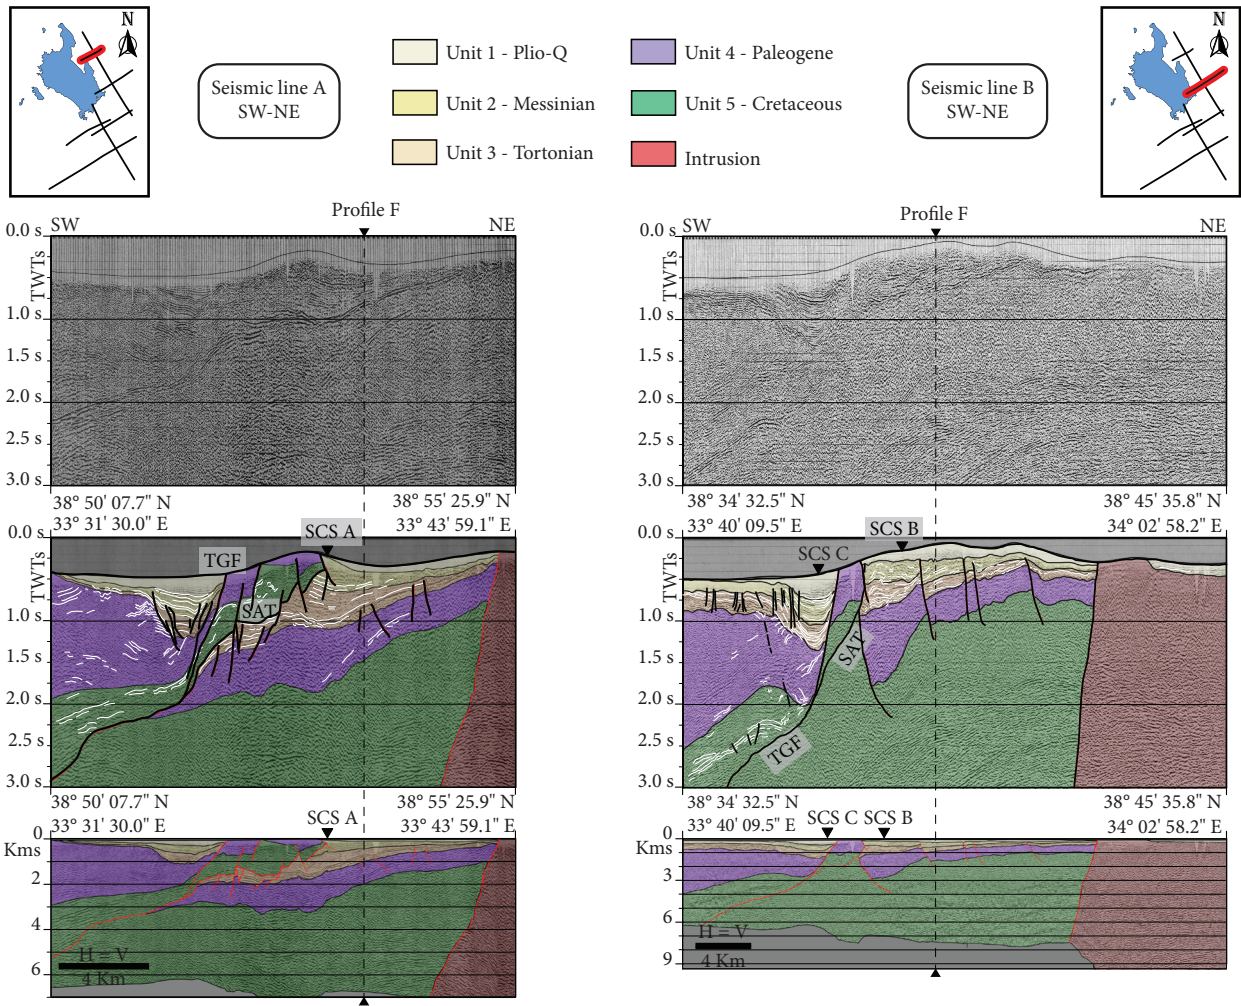 N
Seismic line A
SW-NE
Unit 1 - Plio-Q
Unit 2 - Messinian
Unit 3 - Tortonian
Unit 4 - Paleogene
Unit 5 - Cretaceous
Intrusion
Seismic line B
SW-NE
N
Profile F
SW
NE
0.0 s
TWTs
1.0 s
1.5 s
2.0 s
2.5 s
3.0 s
38° 50' 07.7" N
33° 31' 30.0" E
38° 55' 25.9" N
33° 43' 59.1" E
Profile F
SW
NE
0.0 s
TWTs
1.0 s
1.5 s
2.0 s
2.5 s
3.0 s
38° 34' 32.5" N
33° 40' 09.5" E
38° 45' 35.8" N
34° 02' 58.2" E
SCS A
TGF
SAT
0.0 s
TWTs
1.0 s
1.5 s
2.0 s
2.5 s
3.0 s
38° 50' 07.7" N
33° 31' 30.0" E
38° 55' 25.9" N
33° 43' 59.1" E
SCS B
SCS C
SAT
TGF
0.0 s
TWTs
1.0 s
1.5 s
2.0 s
2.5 s
3.0 s
38° 34' 32.5" N
33° 40' 09.5" E
38° 45' 35.8" N
34° 02' 58.2" E
SCS A
0
Kms
2
4
6
H = V
4 Km
SCS C
SCS B
0
Kms
3
6
9
H = V
4 Km